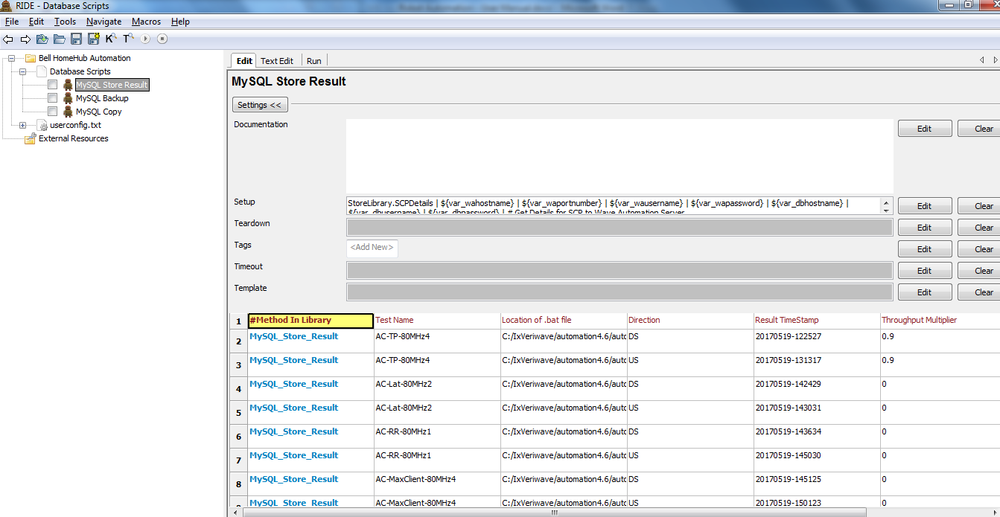 RIDE - Database Scripts
File Edit Tools Navigate Macros Help
K T
Bell HomeHub Automation
Database Scripts
MySQL Store Result
MySQL Backup
MySQL Copy
userconfig.txt
External Resources
Edit Text Edit Run
MySQL Store Result
Settings <<
Documentation Edit Clear
Setup StoreLibrary.SCPDetails | ${var_wahostname} | ${var_waportnumber} | ${var_wausername} | ${var_wapassword} | ${var_dbhostname} | Edit Clear
${var_dbusername} | ${var_dbpassword} | # Get Details for SCP to Wave Automation Server
Teardown Edit Clear
Tags <Add New> Edit Clear
Timeout Edit Clear
Template Edit Clear
1 #Method In Library Test Name Location of .bat file Direction Result TimeStamp Throughput Multiplier
2 MySQL_Store_Result AC-TP-80MHz4 C:/IxVeriwave/automation4.6/auto DS 20170519-122527 0.9
3 MySQL_Store_Result AC-TP-80MHz4 C:/IxVeriwave/automation4.6/auto US 20170519-131317 0.9
4 MySQL_Store_Result AC-Lat-80MHz2 C:/IxVeriwave/automation4.6/auto DS 20170519-142429 0
5 MySQL_Store_Result AC-Lat-80MHz2 C:/IxVeriwave/automation4.6/auto US 20170519-143031 0
6 MySQL_Store_Result AC-RR-80MHz1 C:/IxVeriwave/automation4.6/auto DS 20170519-143634 0
7 MySQL_Store_Result AC-RR-80MHz1 C:/IxVeriwave/automation4.6/auto US 20170519-145030 0
8 MySQL_Store_Result AC-MaxClient-80MHz4 C:/IxVeriwave/automation4.6/auto DS 20170519-145125 0
MySQL_Store_Result AC-MaxClient-80MHz4 C:/IxVeriwave/automation4.6/auto US 20170519-150123 0